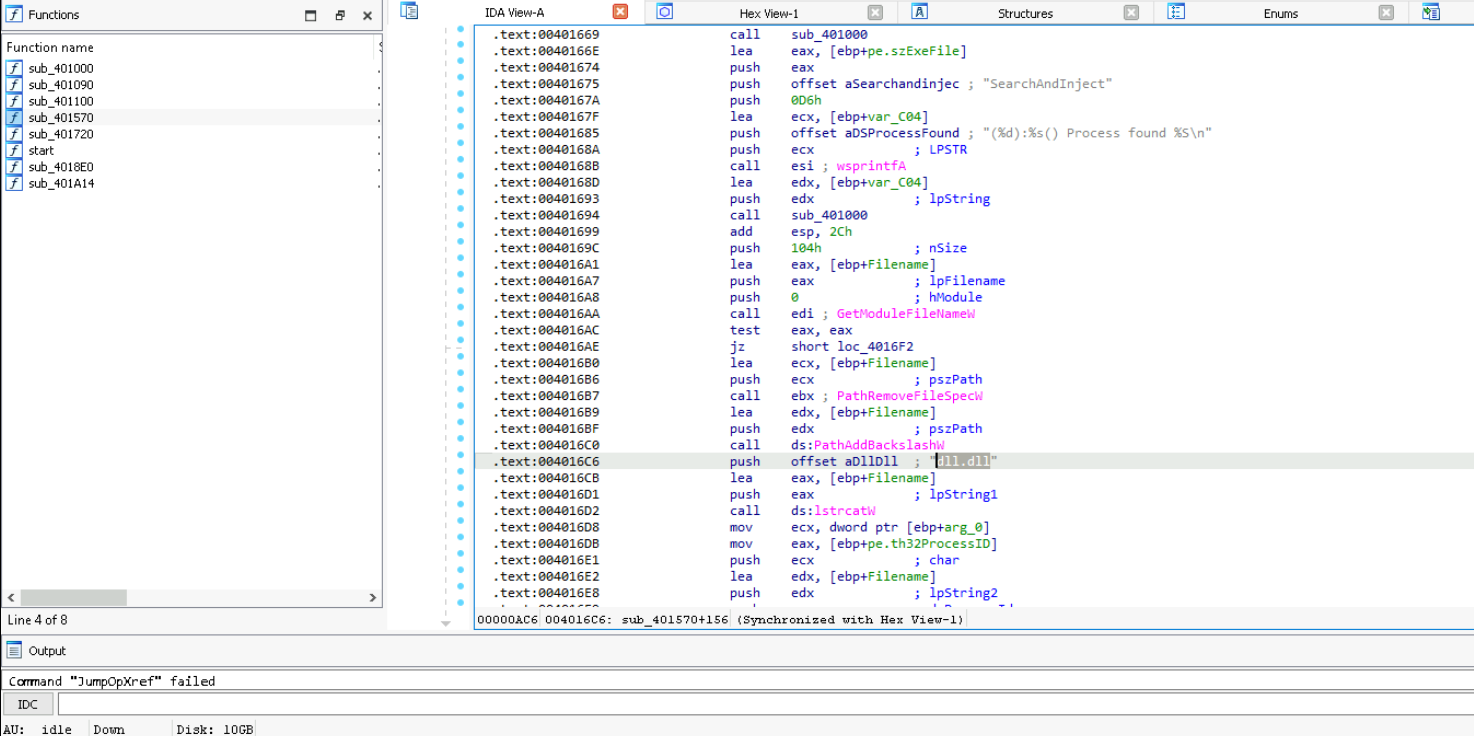 Functions
IDA View-A
Hex View-1
Structures
Enums
Function name
sub_401000
sub_401090
sub_401100
sub_401570
sub_401720
start
sub_4018E0
sub_401A14
Line 4 of 8
.text:00401669 call sub_401000
.text:0040166E lea eax, [ebp+pe.szExeFile]
.text:00401674 push eax
.text:00401675 push offset aSearchandinjec ; "SearchAndInject"
.text:0040167A push 0D6h
.text:0040167F lea ecx, [ebp+var_C04]
.text:00401685 push offset aDSProcessFound ; "(%d):%s() Process found %S\n"
.text:0040168A push ecx ; LPSTR
.text:0040168B call esi ; wsprintfA
.text:0040168D lea edx, [ebp+var_C04]
.text:00401693 push edx ; lpString
.text:00401694 call sub_401000
.text:00401699 add esp, 2Ch
.text:0040169C push 104h ; nSize
.text:004016A1 lea eax, [ebp+Filename]
.text:004016A7 push eax ; lpFilename
.text:004016A8 push 0 ; hModule
.text:004016AA call edi ; GetModuleFileNameW
.text:004016AC test eax, eax
.text:004016AE jz short loc_4016F2
.text:004016B0 lea ecx, [ebp+Filename]
.text:004016B6 push ecx ; pszPath
.text:004016B7 call ebx ; PathRemoveFileSpecW
.text:004016B9 lea edx, [ebp+Filename]
.text:004016BF push edx ; pszPath
.text:004016C0 call ds:PathAddBackslashW
.text:004016C6 push offset aDllDll ; "dll.dll"
.text:004016CB lea eax, [ebp+Filename]
.text:004016D1 push eax ; lpString1
.text:004016D2 call ds:lstrcatW
.text:004016D8 mov ecx, dword ptr [ebp+arg_0]
.text:004016DB mov eax, [ebp+pe.th32ProcessID]
.text:004016E1 push ecx ; char
.text:004016E2 lea edx, [ebp+Filename]
.text:004016E8 push edx ; lpString2
00000AC6 004016C6: sub_401570+156 (Synchronized with Hex View-1)
Output
Command "JumpOpXref" failed
IDC
AU: idle Down Disk: 10GB